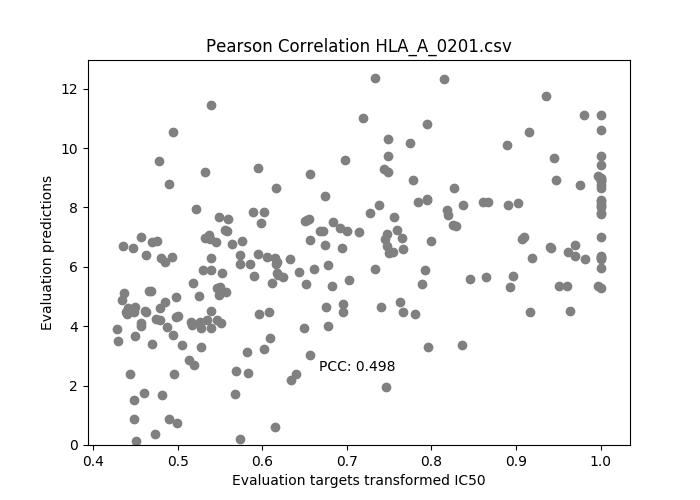 Pearson Correlation HLA_A_0201.csv
12
10
8
6
4
2
0
Evaluation predictions
PCC: 0.498
0.4 0.5 0.6 0.7 0.8 0.9 1.0
Evaluation targets transformed IC50